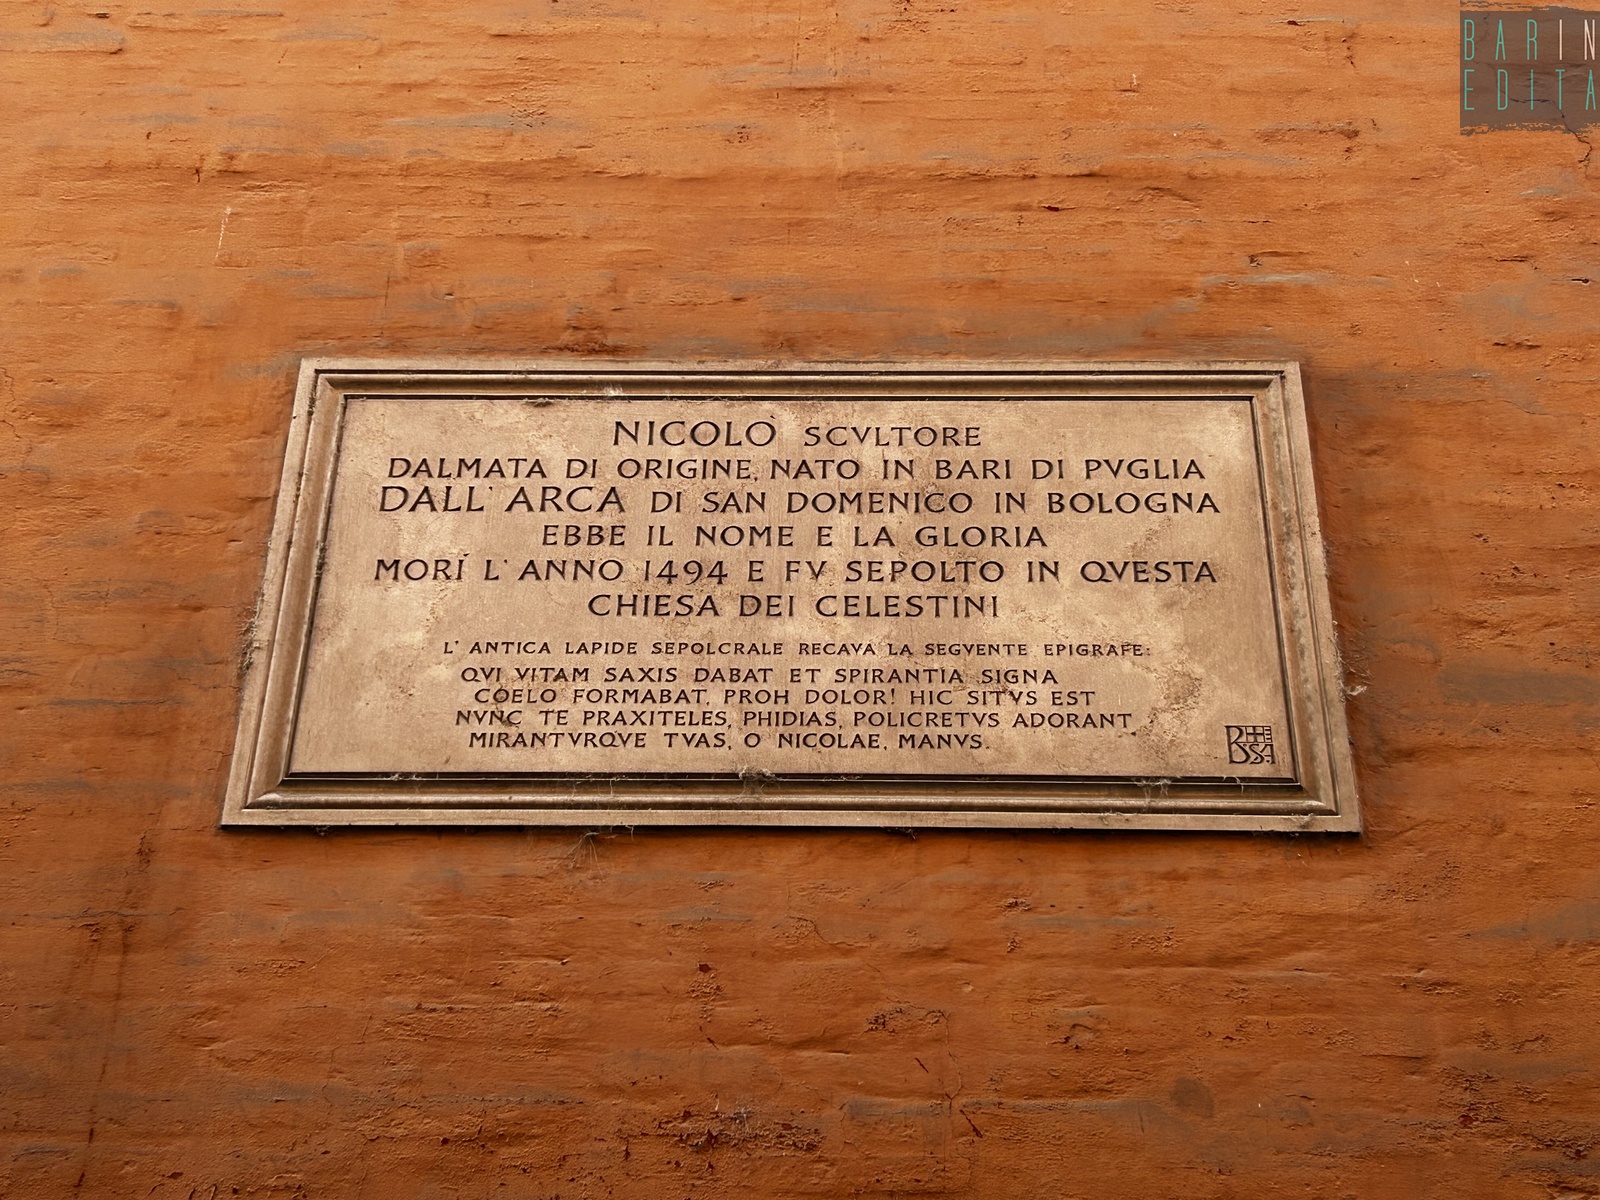 BARIN
EDITA
NICOLÒ SCVLTORE
DALMATA DI ORIGINE, NATO IN BARI DI PVGLIA
DALL'ARCA DI SAN DOMENICO IN BOLOGNA
EBBE IL NOME E LA GLORIA
MORÍ L'ANNO 1494 E FV SEPOLTO IN QVESTA
CHIESA DEI CELESTINI
L'ANTICA LAPIDE SEPOLCRALE RECAVA LA SEGVENTE EPIGRAFE:
QVI VITAM SAXIS DABAT ET SPIRANTIA SIGNA
COELO FORMABAT, PROH DOLOR! HIC SITVS EST
NVNC TE PRAXITELES, PHIDIAS, POLICRETVS ADORANT
MIRANTVRQVE TVAS, O NICOLAE, MANVS.